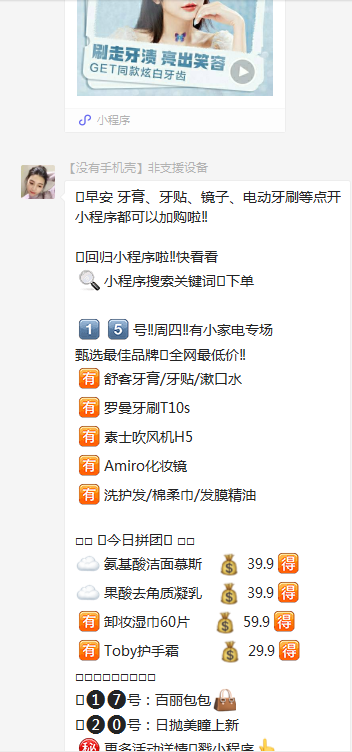 刷走牙渍 亮出笑容
GET同款炫白牙齿
小程序
【没有手机壳】非支援设备
早安 牙膏、牙贴、镜子、电动牙刷等点开
小程序都可以加购啦‼
回归小程序啦‼快看看
🔍小程序搜索关键词下单
1️⃣ 5️⃣ 号‼周四‼有小家电专场
甄选最佳品牌全网最低价‼
🈶舒客牙膏/牙贴/漱口水
🈶罗曼牙刷T10s
🈶素士吹风机H5
🈶Amiro化妆镜
🈶洗护发/棉柔巾/发膜精油
今日拼团
☁️ 氨基酸洁面慕斯 💰 39.9 🉐
☁️ 果酸去角质凝乳 💰 39.9 🉐
🈶 卸妆湿巾60片 💰 59.9 🉐
🈶 Toby护手霜 💰 29.9 🉐
❶❼号：百丽包包👜
❷⓿号：日抛美瞳上新
㊙更多活动详情戳小程序👆